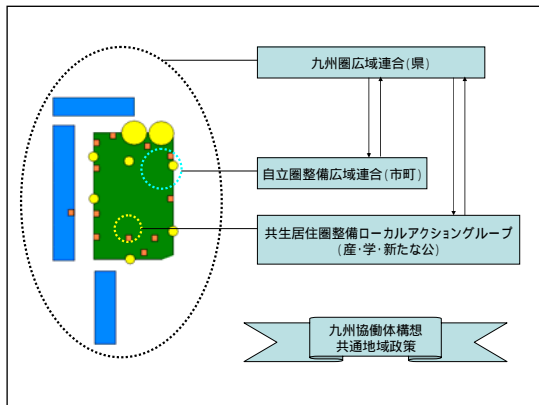 九州圏広域連合(県)
自立圏整備広域連合(市町)
共生居住圏整備ローカルアクショングループ
(産・学・新たな公)
九州協働体構想
共通地域政策